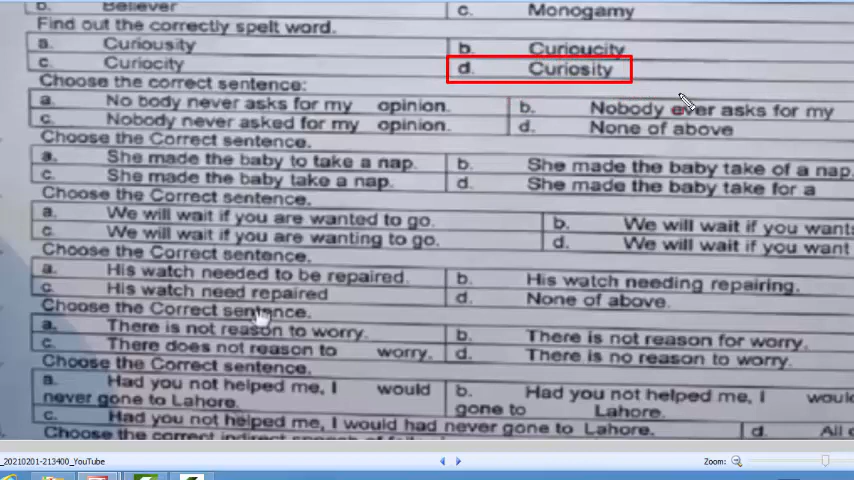 b. Believer c. Monogamy
Find out the correctly spelt word.
a. Curiousity b. Curioucity
c. Curiocity d. Curiosity
Choose the correct sentence:
a. No body never asks for my opinion. b. Nobody ever asks for my
c. Nobody never asked for my opinion. d. None of above
Choose the Correct sentence.
a. She made the baby to take a nap. b. She made the baby take of a nap.
c. She made the baby take a nap. d. She made the baby take for a
Choose the Correct sentence.
a. We will wait if you are wanted to go. b. We will wait if you want
c. We will wait if you are wanting to go. d. We will wait if you want
Choose the Correct sentence.
a. His watch needed to be repaired. b. His watch needing repairing.
c. His watch need repaired d. None of above.
Choose the Correct sentence.
a. There is not reason to worry. b. There is not reason for worry.
c. There does not reason to worry. d. There is no reason to worry.
Choose the Correct sentence.
a. Had you not helped me, I would b. Had you not helped me, I would
never gone to Lahore. gone to Lahore.
c. Had you not helped me, I would had never gone to Lahore. d. All
Choose the correct indirect speech of
_20210201-213400_YouTube Zoom: